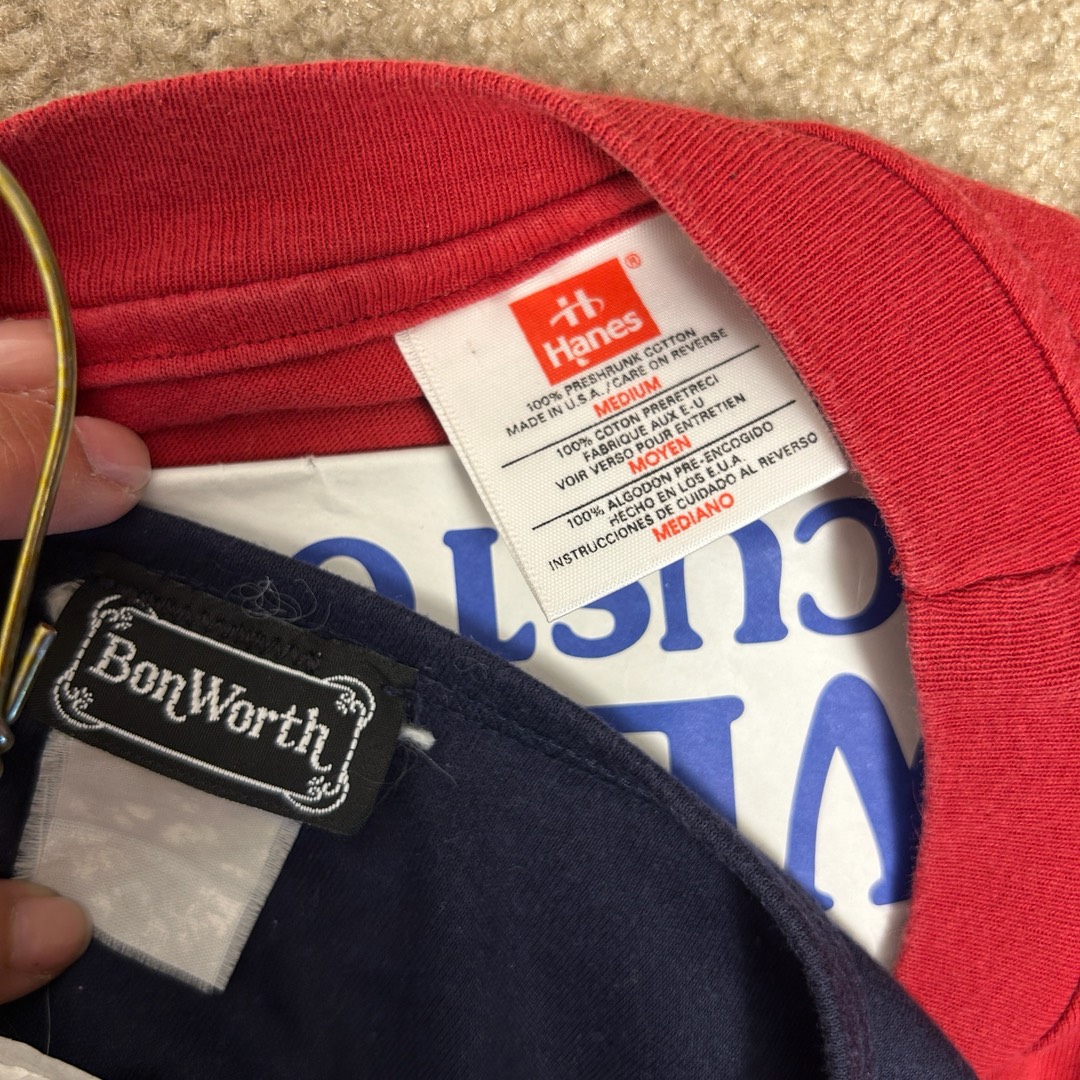 Hanes®
100% PRESHRUNK COTTON
MADE IN U.S.A. / CARE ON REVERSE
MEDIUM
100% COTON PRERETRECI
FABRIQUE AUX E-U
VOIR VERSO POUR ENTRETIEN
MOYEN
100% ALGODON PRE-ENCOGIDO
HECHO EN LOS E.U.A.
INSTRUCCIONES DE CUIDADO AL REVERSO
MEDIANO
BonWorth